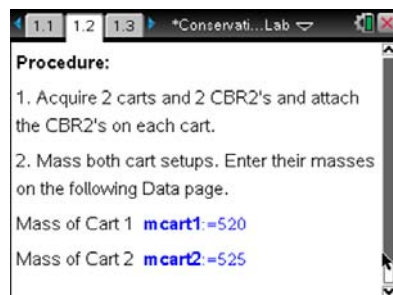 1.1 1.2 1.3 *Conservati...Lab
Procedure:
1. Acquire 2 carts and 2 CBR2's and attach
the CBR2's on each cart.
2. Mass both cart setups. Enter their masses
on the following Data page.
Mass of Cart 1 mcart1:=520
Mass of Cart 2 mcart2:=525